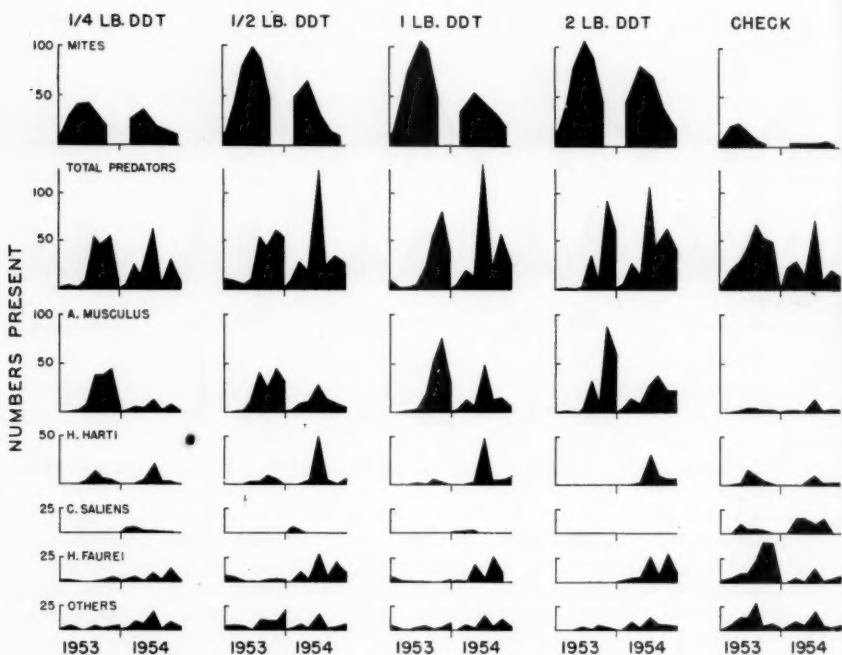 1/4 LB. DDT 1/2 LB. DDT 1 LB. DDT 2 LB. DDT CHECK
100 MITES
50
TOTAL PREDATORS
100
50
NUMBERS PRESENT
100 A. MUSCULUS
50
50 H. HARTI
25 C. SALIENS
25 H. FAUREI
25 OTHERS
1953 1954 1953 1954 1953 1954 1953 1954 1953 1954